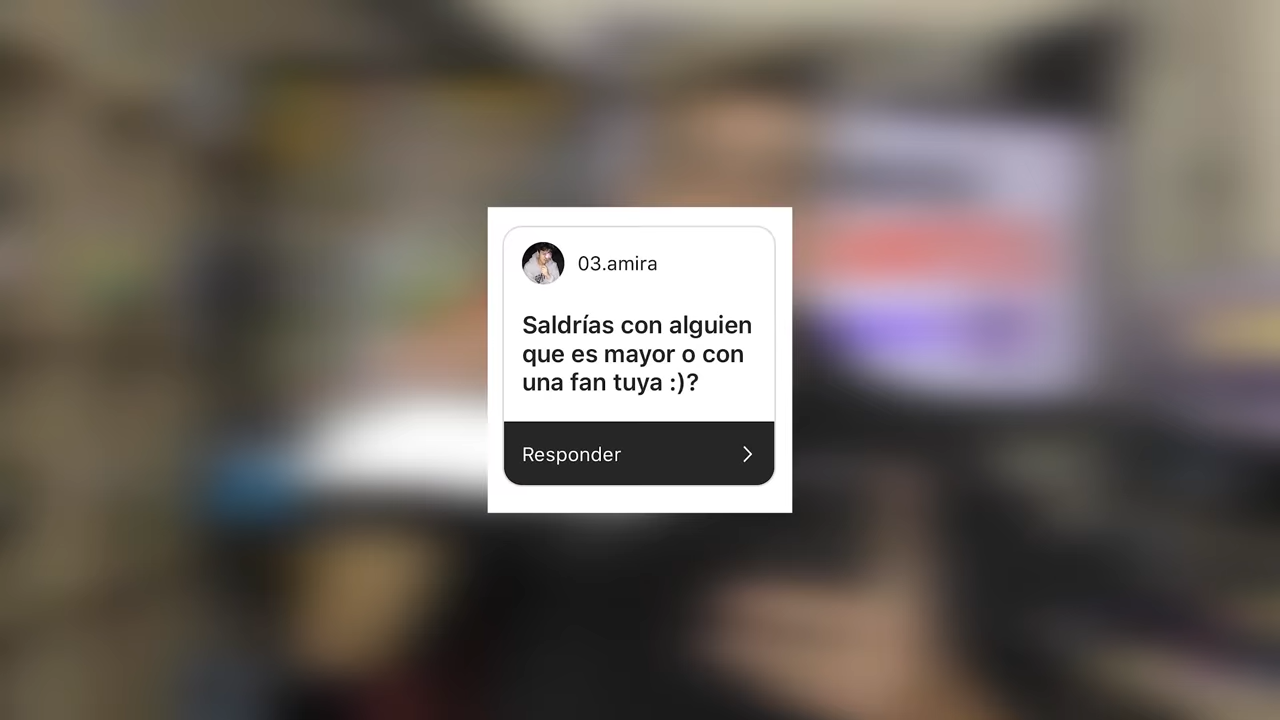 03.amira
Saldrías con alguien
que es mayor o con
una fan tuya :)?
Responder